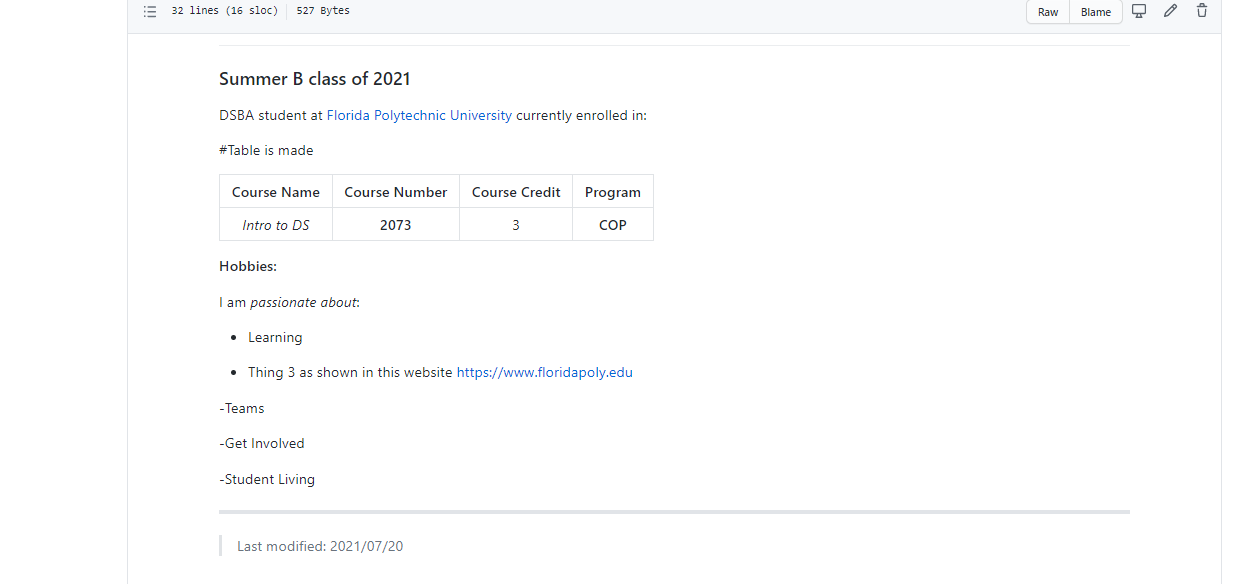 32 lines (16 sloc) 527 Bytes Raw Blame
Summer B class of 2021
DSBA student at Florida Polytechnic University currently enrolled in:
#Table is made
Course Name Course Number Course Credit Program
Intro to DS 2073 3 COP
Hobbies:
I am passionate about:
Learning
Thing 3 as shown in this website https://www.floridapoly.edu
-Teams
-Get Involved
-Student Living
Last modified: 2021/07/20